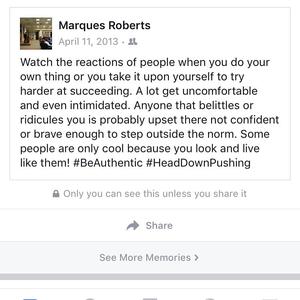 Marques Roberts
April 11, 2013 ·
Watch the reactions of people when you do your
own thing or you take it upon yourself to try
harder at succeeding. A lot get uncomfortable
and even intimidated. Anyone that belittles or
ridicules you is probably upset there not confident
or brave enough to step outside the norm. Some
people are only cool because you look and live
like them! #BeAuthentic #HeadDownPushing
Only you can see this unless you share it
Share
See More Memories >